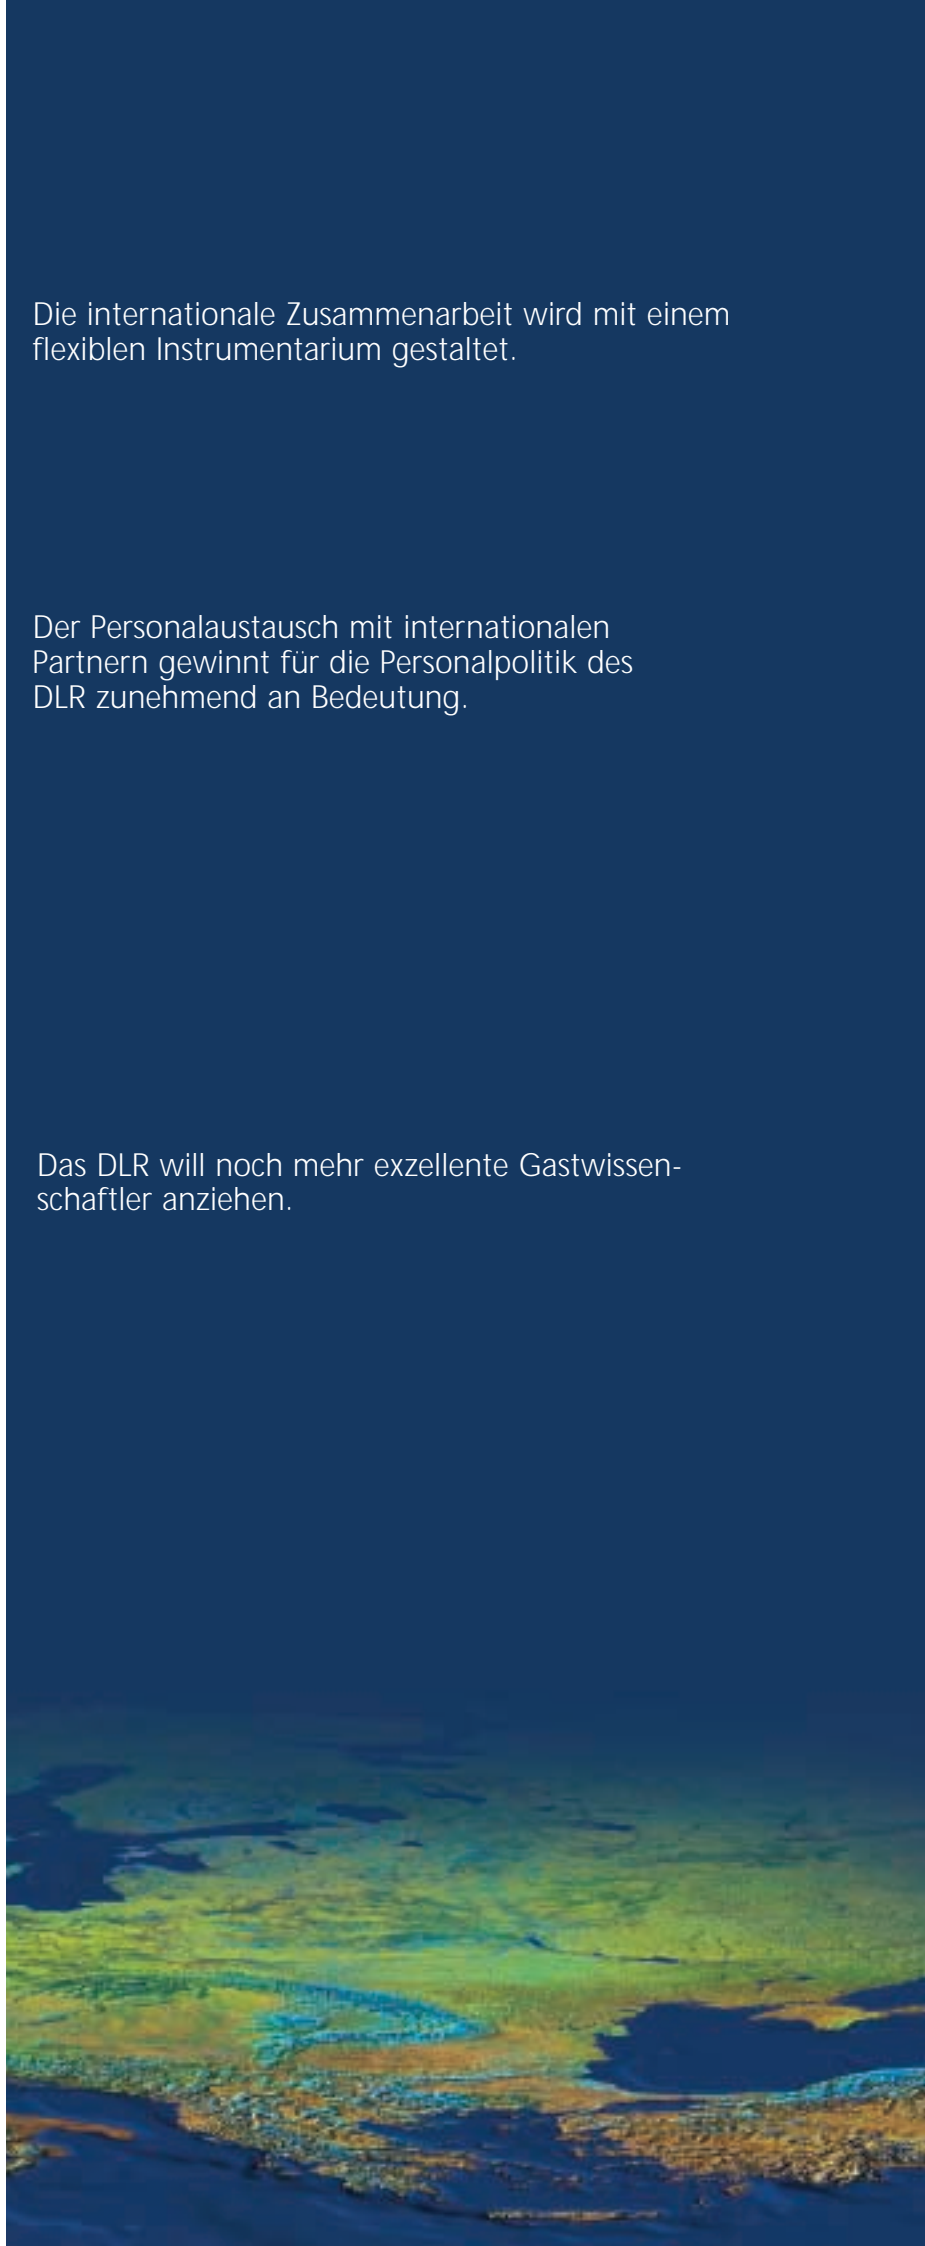 Die internationale Zusammenarbeit wird mit einem
flexiblen Instrumentarium gestaltet.
Der Personalaustausch mit internationalen
Partnern gewinnt für die Personalpolitik des
DLR zunehmend an Bedeutung.
Das DLR will noch mehr exzellente Gastwissen-
schaftler anziehen.